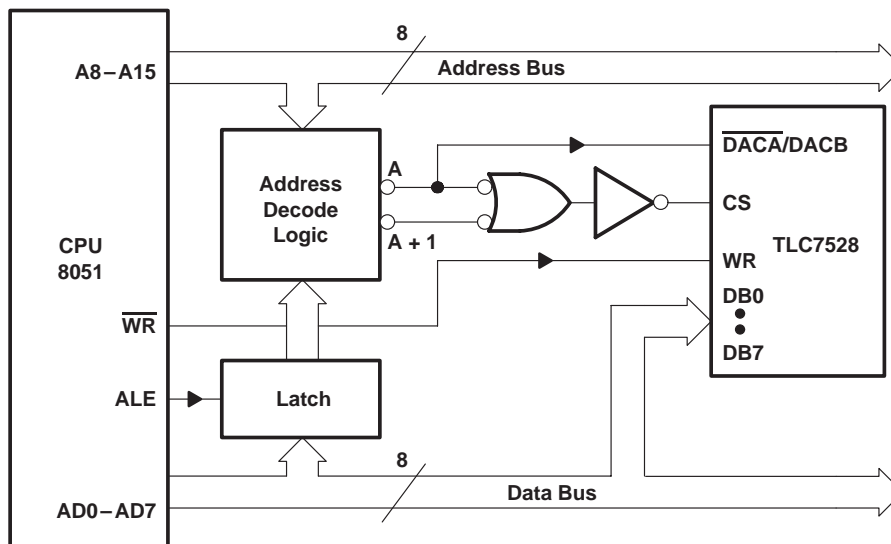 8
A8–A15
Address Bus
A
Address
Decode
Logic
A + 1
DACA/DACB
CS
TLC7528
WR
DB0
DB7
CPU
8051
WR
ALE
Latch
8
Data Bus
AD0–AD7